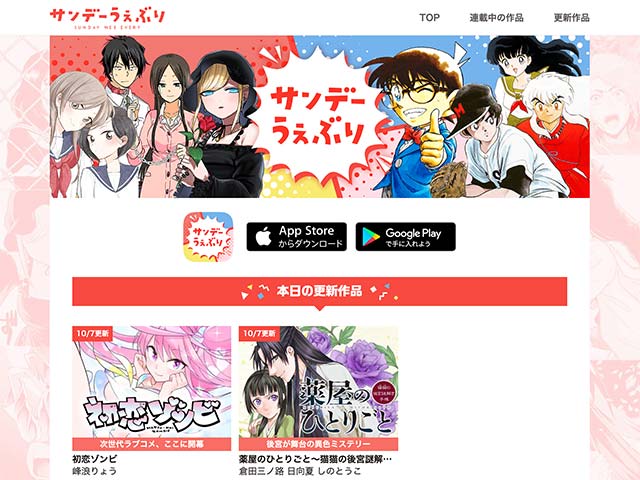 サンデーうぇぶり
SUNDAY WEB EVERY
TOP 連載中の作品 更新作品
サンデー
うぇぶり
サンデー
うぇぶり
App Store
からダウンロード
Google Play
で手に入れよう
本日の更新作品
10/7更新
初恋ゾンビ
次世代ラブコメ、ここに開幕
初恋ゾンビ
峰浪りょう
10/7更新
薬屋の
ひとりごと
後宮が舞台の異色ミステリー
薬屋のひとりごと～猫猫の後宮謎解…
倉田三ノ路 日向夏 しのとうこ